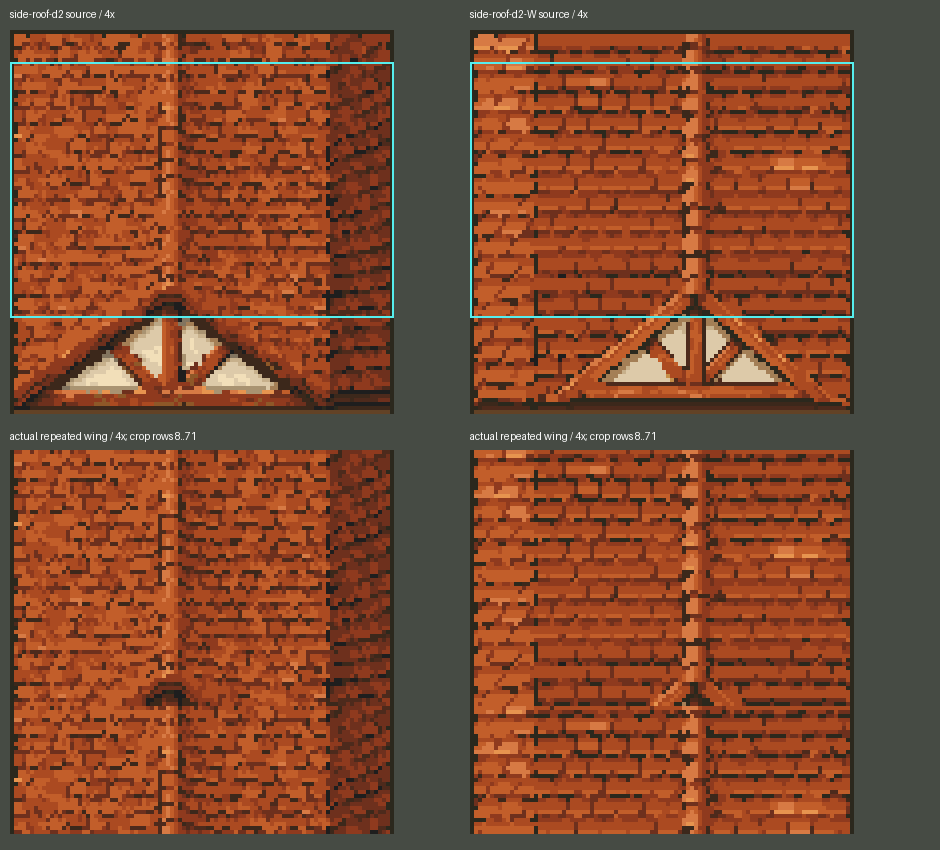 side-roof-d2 source / 4x
side-roof-d2-W source / 4x
actual repeated wing / 4x; crop rows 8..71
actual repeated wing / 4x; crop rows 8..71